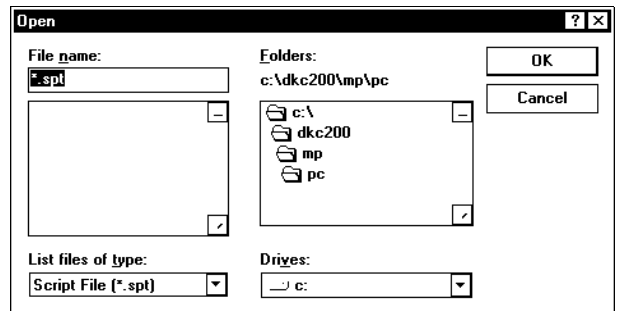 Open
File name:
*.spt
Folders:
c:\dkc200\mp\pc
c:\
dkc200
mp
pc
OK
Cancel
List files of type:
Script File (*.spt)
Drives:
c: